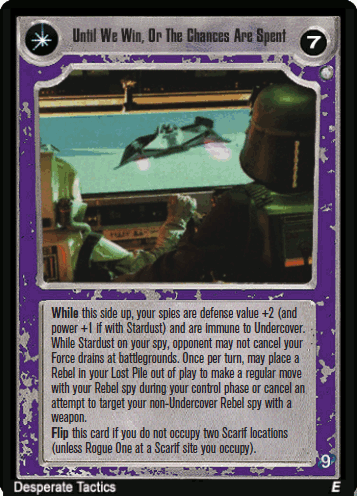 Until We Win, Or The Chances Are Spent
7
While this side up, your spies are defense value +2 (and
power +1 if with Stardust) and are immune to Undercover.
While Stardust on your spy, opponent may not cancel your
Force drains at battlegrounds. Once per turn, may place a
Rebel in your Lost Pile out of play to make a regular move
with your Rebel spy during your control phase or cancel an
attempt to target your non-Undercover Rebel spy with a
weapon.
Flip this card if you do not occupy two Scarif locations
(unless Rogue One at a Scarif site you occupy).
9
Desperate Tactics E